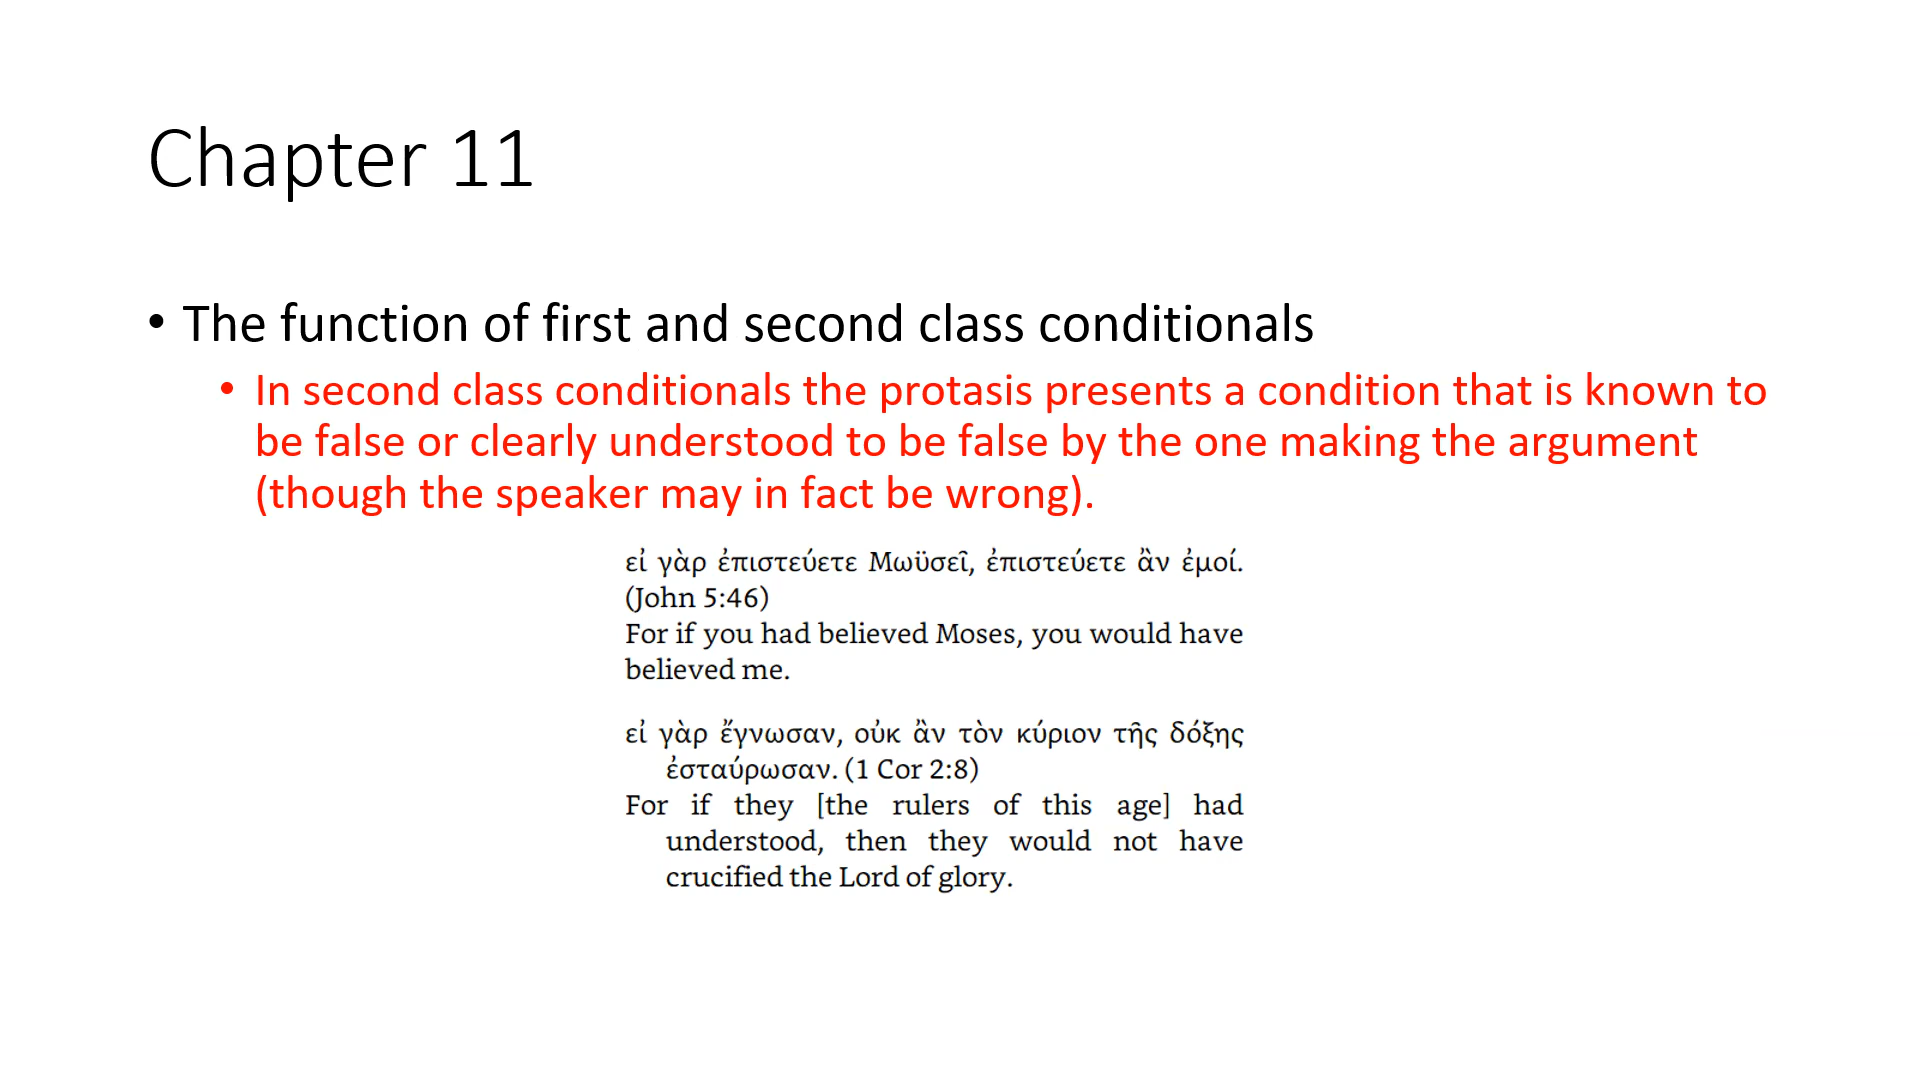 Chapter 11
• The function of first and second class conditionals
• In second class conditionals the protasis presents a condition that is known to
be false or clearly understood to be false by the one making the argument
(though the speaker may in fact be wrong).
εἰ γὰρ ἐπιστεύετε Μωϋσεῖ, ἐπιστεύετε ἂν ἐμοί.
(John 5:46)
For if you had believed Moses, you would have
believed me.
εἰ γὰρ ἔγνωσαν, οὐκ ἂν τὸν κύριον τῆς δόξης
ἐσταύρωσαν. (1 Cor 2:8)
For if they [the rulers of this age] had
understood, then they would not have
crucified the Lord of glory.